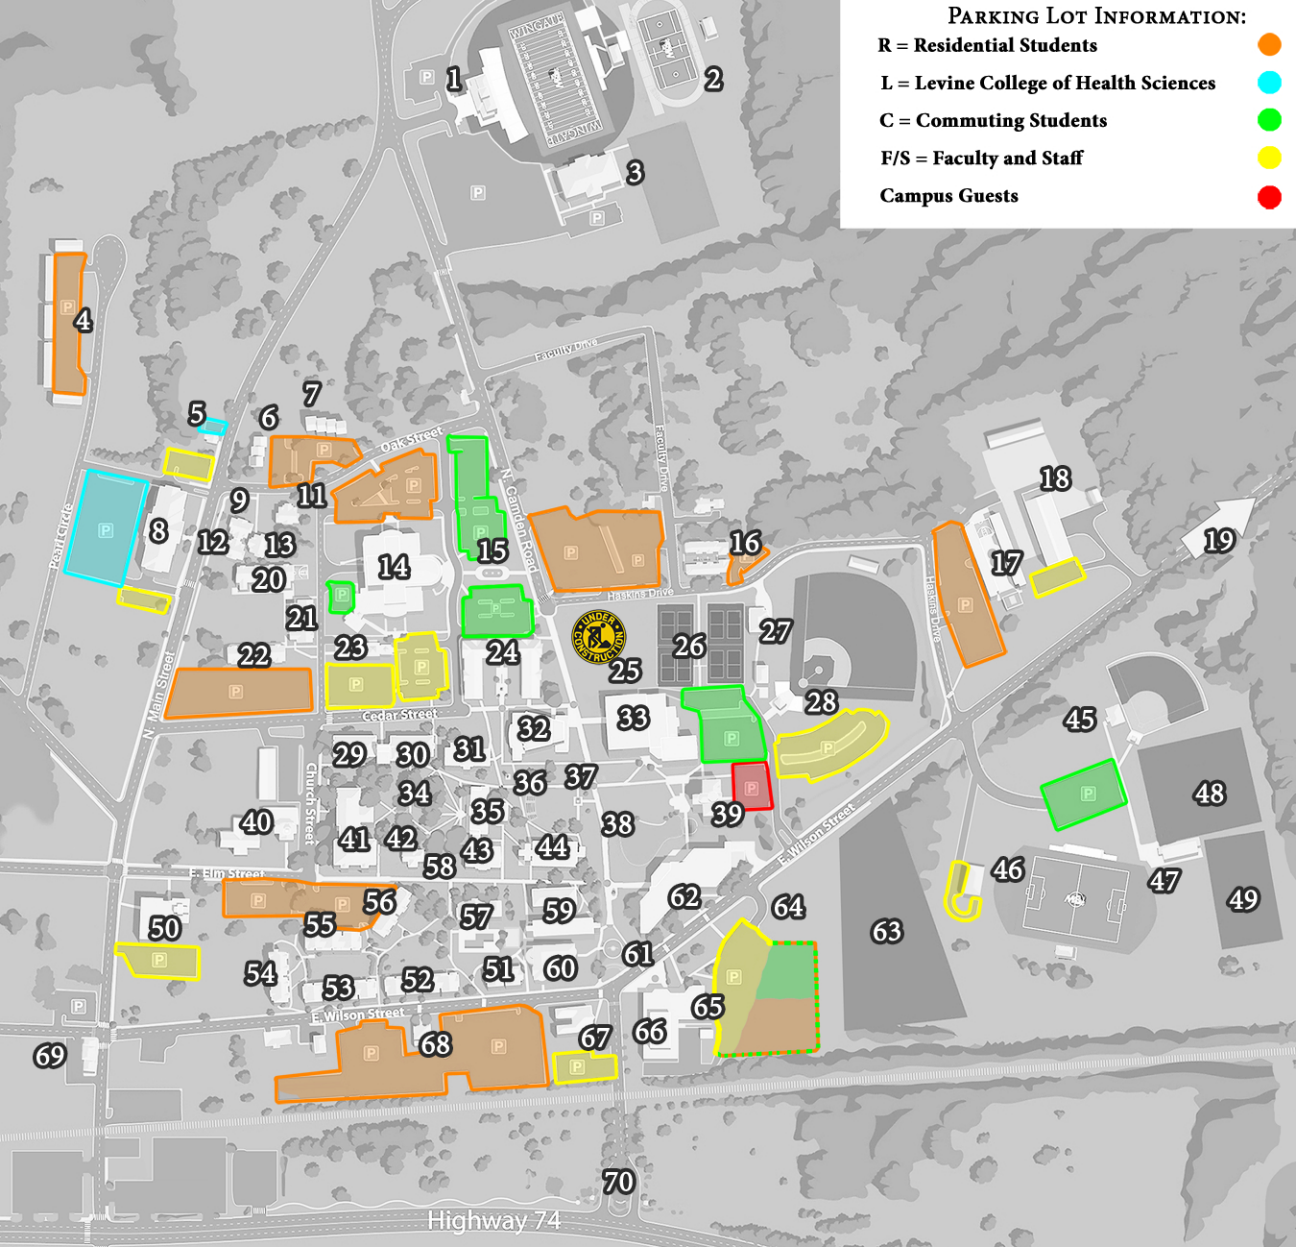 PARKING LOT INFORMATION:
R = Residential Students
L = Levine College of Health Sciences
C = Commuting Students
F/S = Faculty and Staff
Campus Guests
WINGATE
WINGATE
P
1
2
P
3
P
P
4
Faculty Drive
7
5
6
Oak Street
P
Faculty Drive
N. Camden Road
18
9
11
P
P
Pearl Circle
8
12
13
15
P
P
16
19
14
17
20
P
P
Haskins Drive
Haskins Drive
P
21
UNDER CONSTRUCTION
26
27
22
23
24
25
P
P
P
28
N. Main Street
Cedar Street
32
33
P
P
45
29
30
31
36
37
P
P
48
Church Street
34
35
38
39
40
41
42
43
44
E. Wilson Street
58
E. Elm Street
46
47
49
P
P
56
62
50
55
57
59
64
63
P
54
53
52
51
60
61
P
P
65
E. Wilson Street
66
69
P
68
P
67
P
70
Highway 74